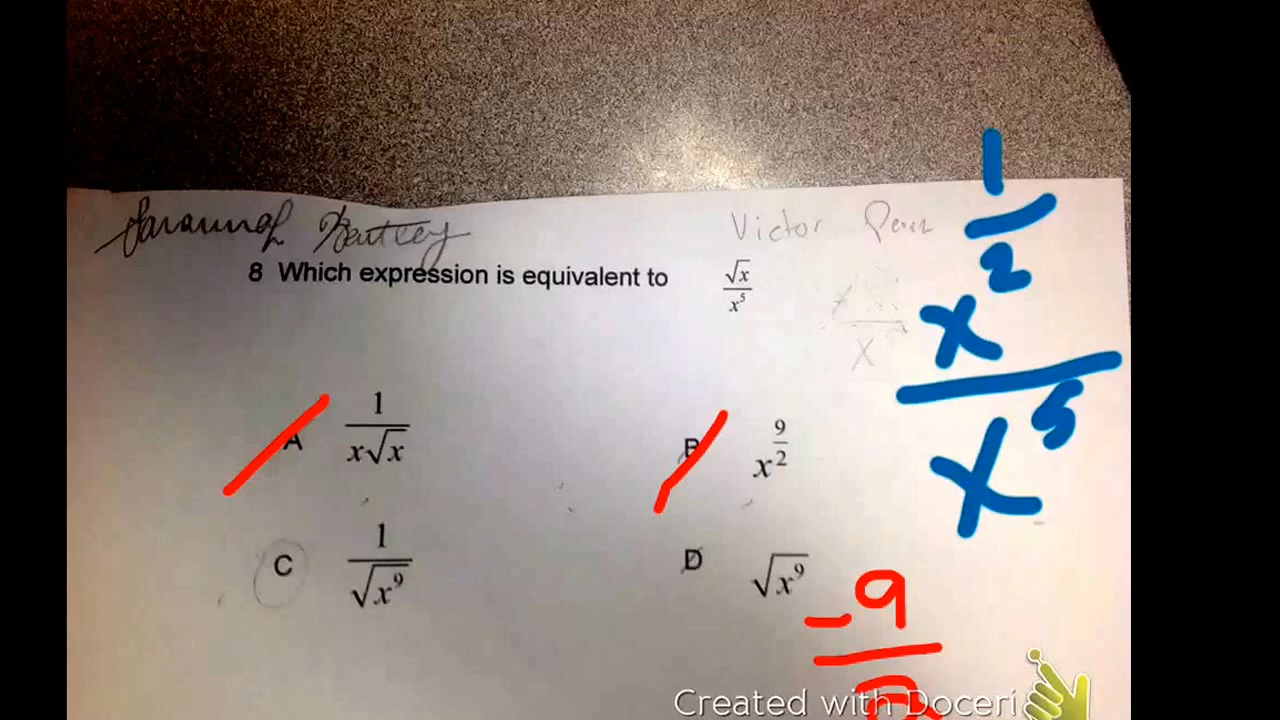 Victor
8 Which expression is equivalent to √x/x⁵
x^(1/2)/x⁵
A 1/(x√x)
B x^(9/2)
C 1/√x⁹
D √x⁹
-9/2
Created with Doceri